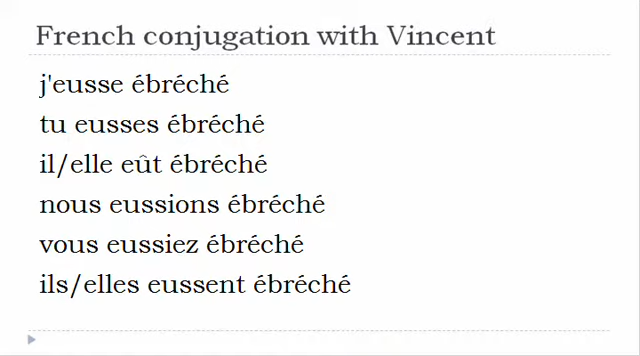 French conjugation with Vincent
j'eusse ébréché
tu eusses ébréché
il/elle eût ébréché
nous eussions ébréché
vous eussiez ébréché
ils/elles eussent ébréché